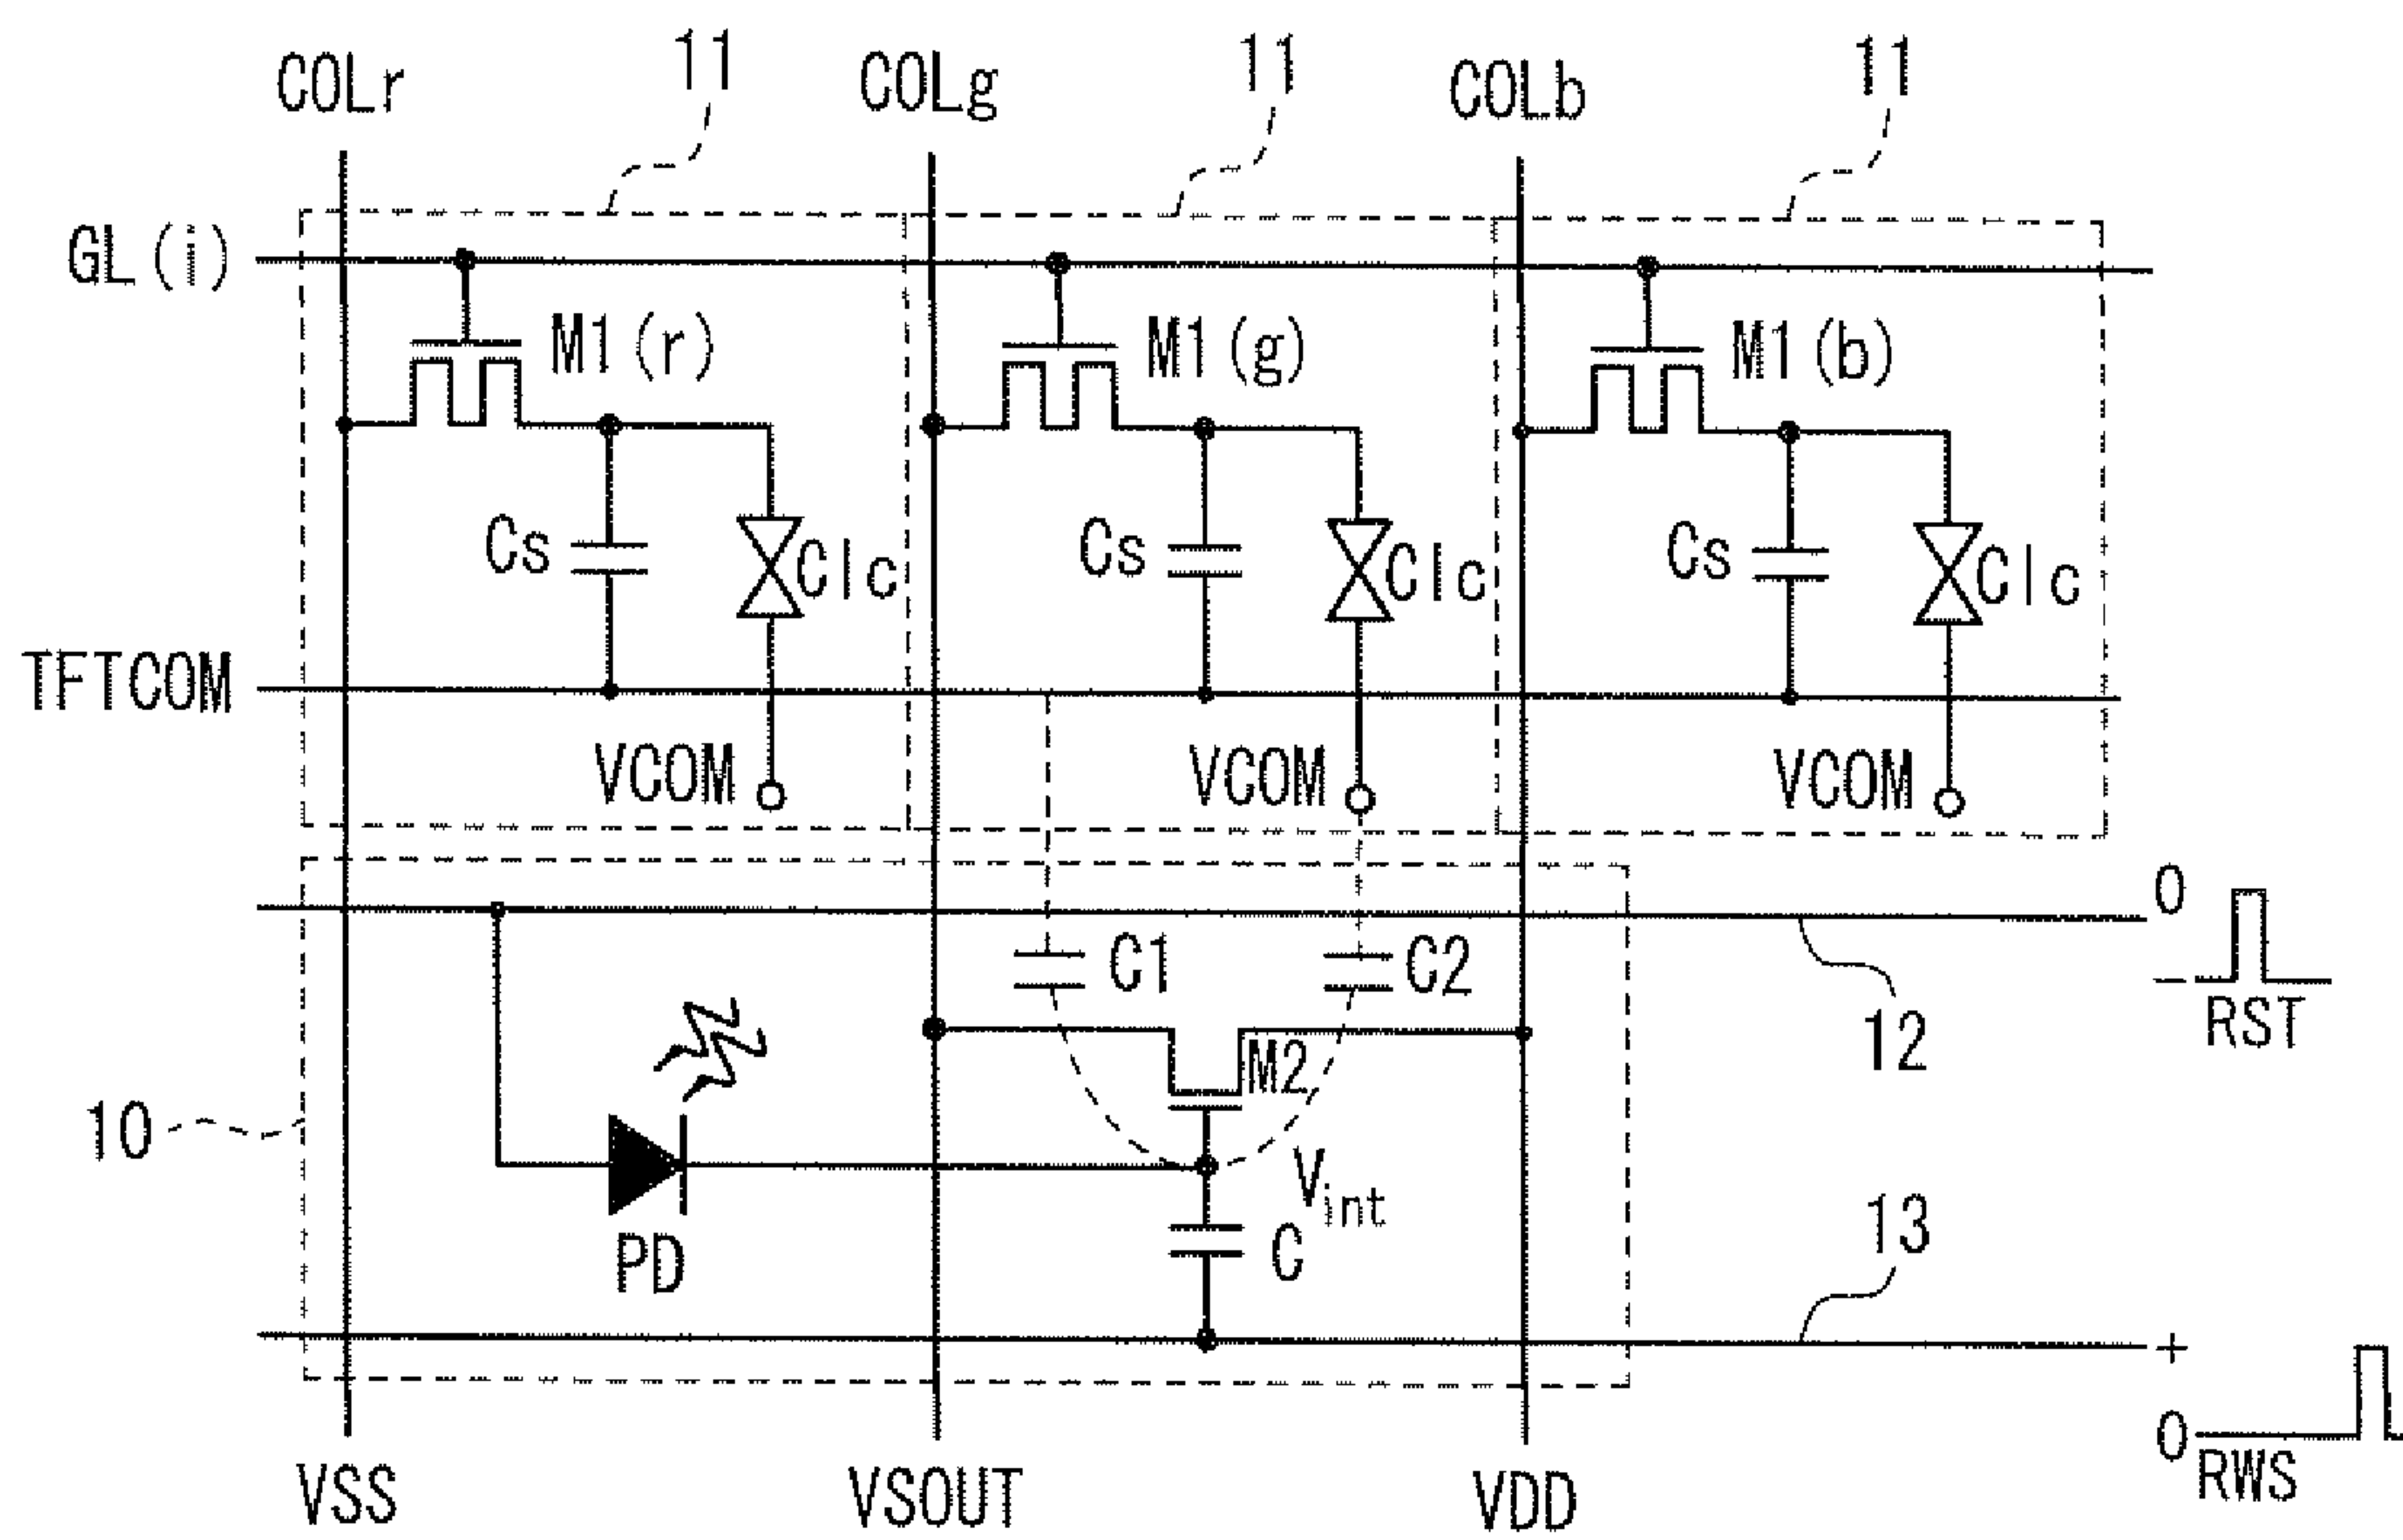 COLr
11
COLg
11
COLb
11
GL(i)
M1(r)
M1(g)
M1(b)
Cs
Clc
Cs
Clc
Cs
Clc
TFTCOM
VCOM
VCOM
VCOM
0
C1
C2
−
RST
12
M2
10
Vint
PD
C
13
+
0
RWS
VSS
VSOUT
VDD